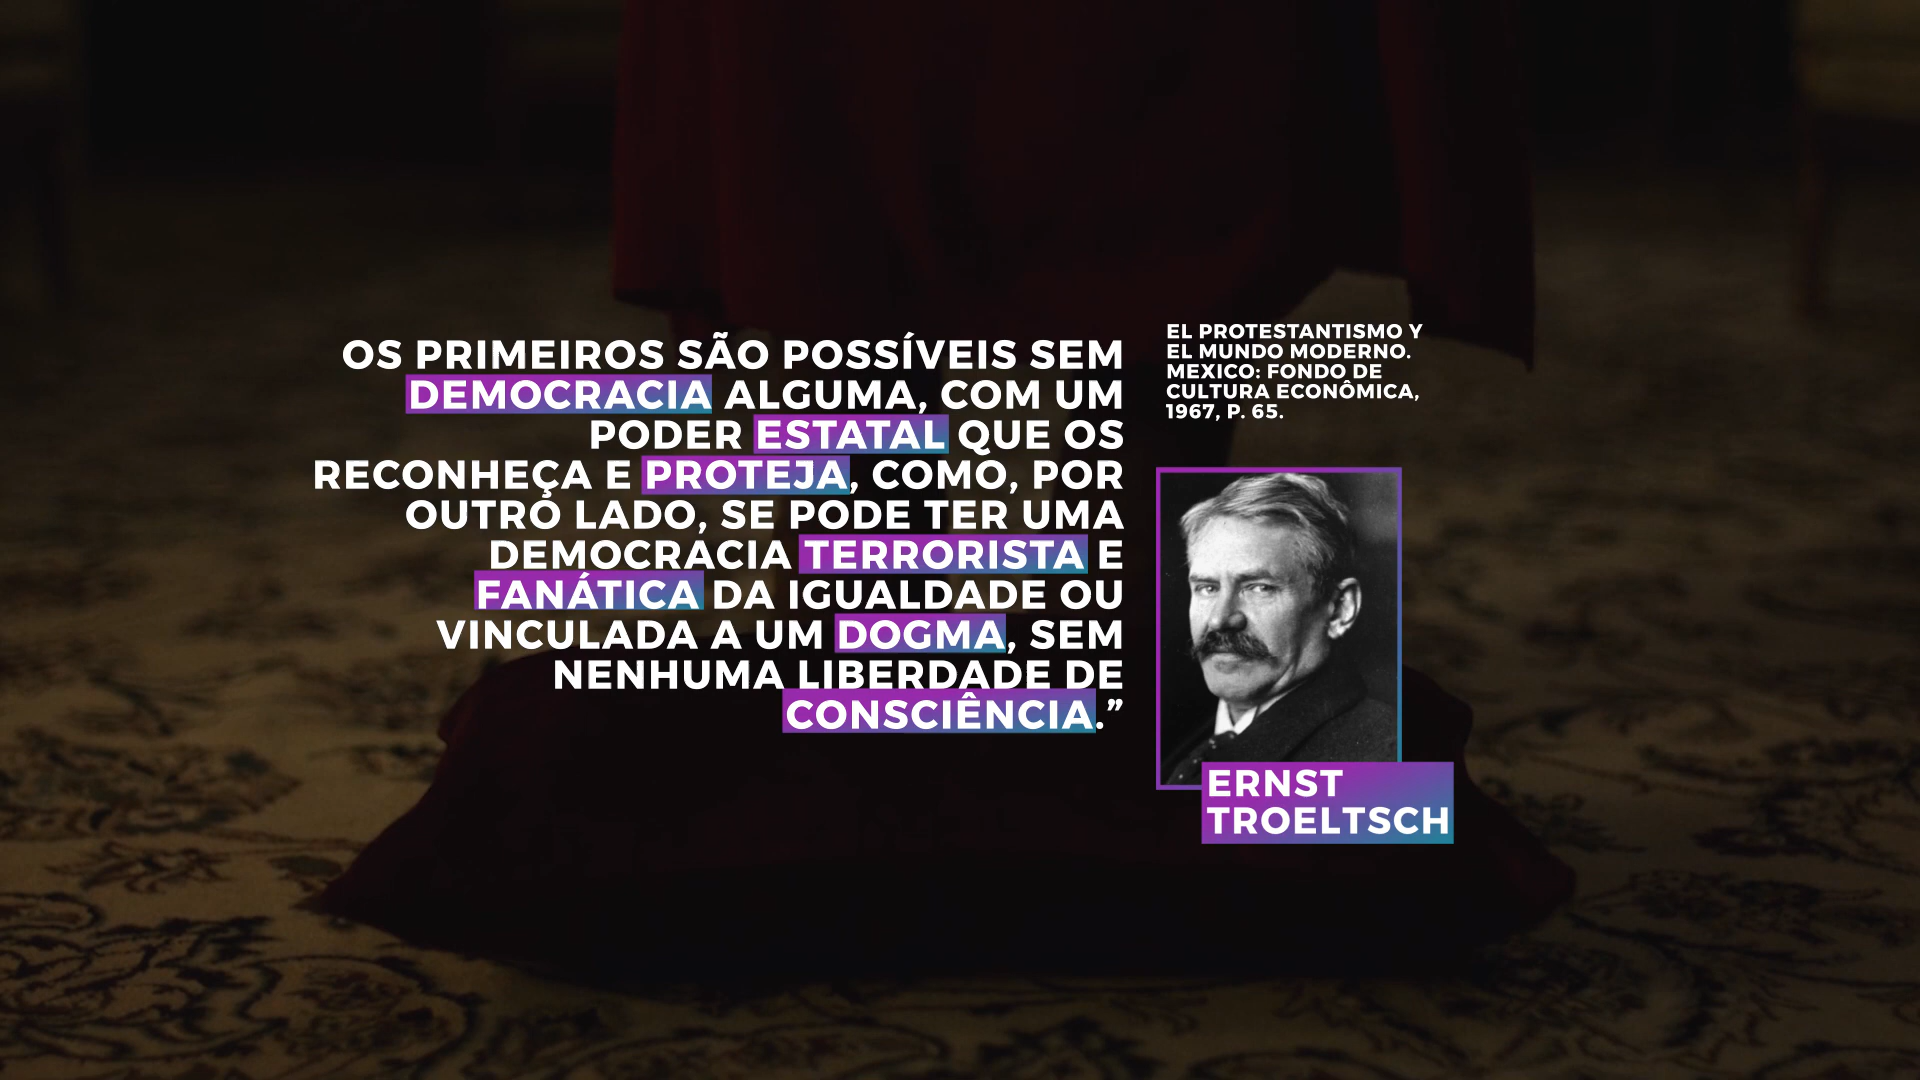 OS PRIMEIROS SÃO POSSÍVEIS SEM
DEMOCRACIA ALGUMA, COM UM
PODER ESTATAL QUE OS
RECONHEÇA E PROTEJA, COMO, POR
OUTRO LADO, SE PODE TER UMA
DEMOCRACIA TERRORISTA E
FANÁTICA DA IGUALDADE OU
VINCULADA A UM DOGMA, SEM
NENHUMA LIBERDADE DE
CONSCIÊNCIA.”
EL PROTESTANTISMO Y
EL MUNDO MODERNO.
MEXICO: FONDO DE
CULTURA ECONÔMICA,
1967, P. 65.
ERNST
TROELTSCH